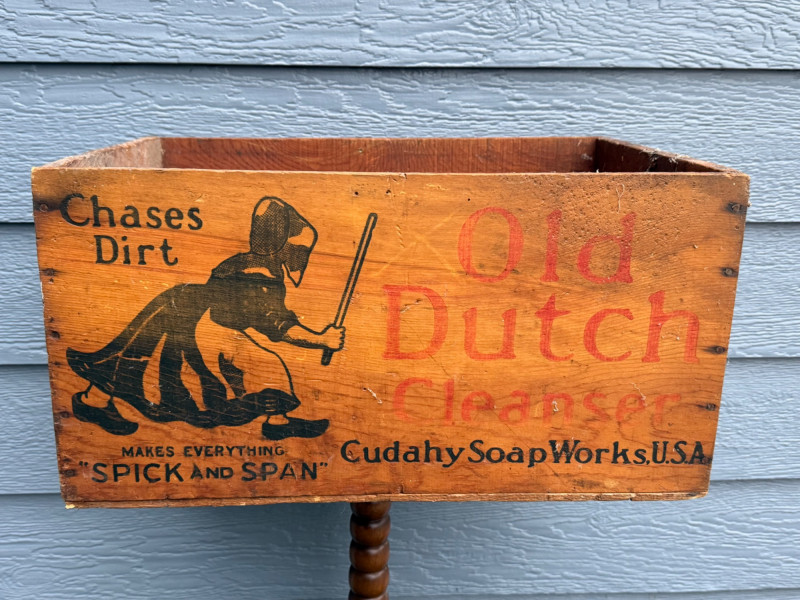 Chases
Dirt
Old
Dutch
Cleanser
MAKES EVERYTHING
"SPICK AND SPAN"
Cudahy Soap Works, U.S.A